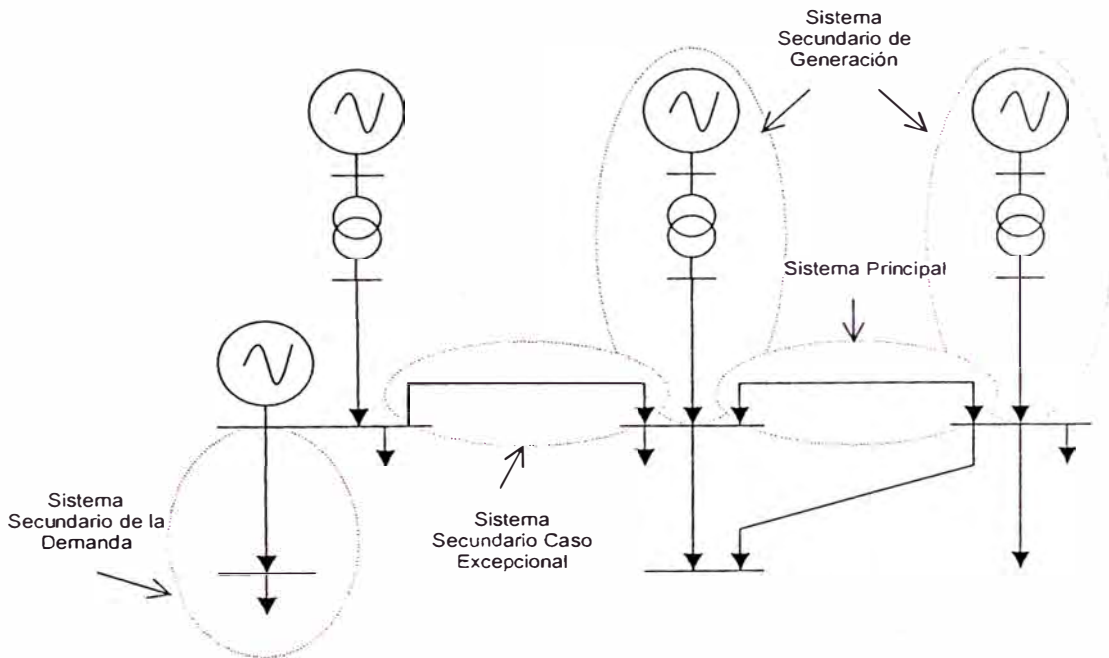 Sistema
Secundario de
Generación
Sistema Principal
Sistema
Secundario de la
Demanda
Sistema
Secundario Caso
Excepcional